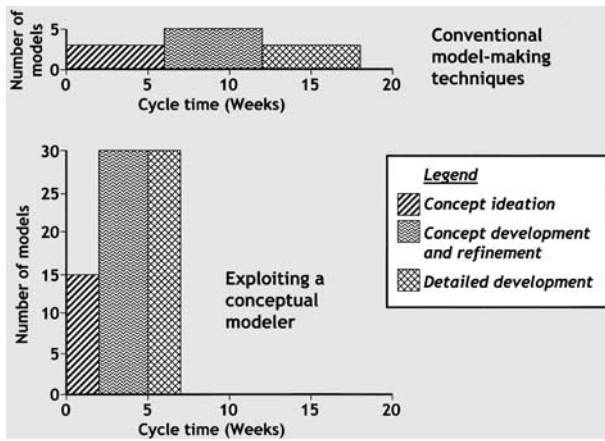 Number of
models
5
0
0
5
10
15
20
Cycle time (Weeks)
Conventional
model-making
techniques
Number of models
30
25
20
15
15
10
5
0
0
5
10
15
20
Cycle time (Weeks)
Exploiting a
conceptual
modeler
Legend
Concept ideation
Concept development
and refinement
Detailed development